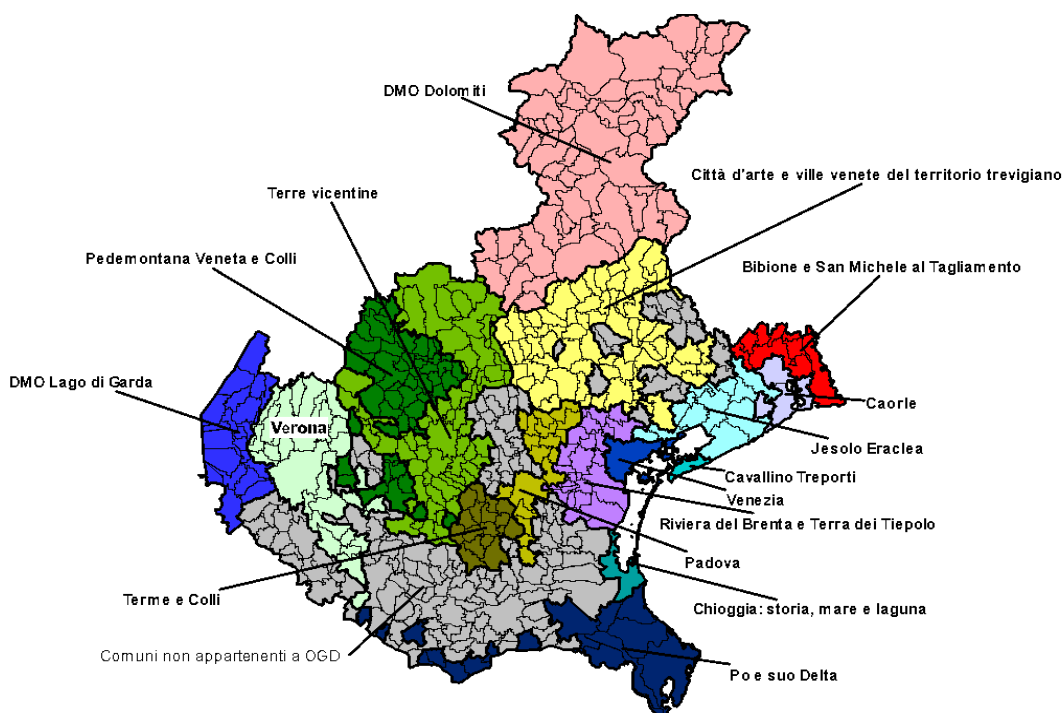 DMO Dolomiti
Città d'arte e ville venete del territorio trevigiano
Terre vicentine
Pedemontana Veneta e Colli
Bibione e San Michele al Tagliamento
DMO Lago di Garda
Verona
Caorle
Jesolo Eraclea
Cavallino Treporti
Venezia
Riviera del Brenta e Terra dei Tiepolo
Padova
Terme e Colli
Chioggia: storia, mare e laguna
Comuni non appartenenti a OGD
Po e suo Delta